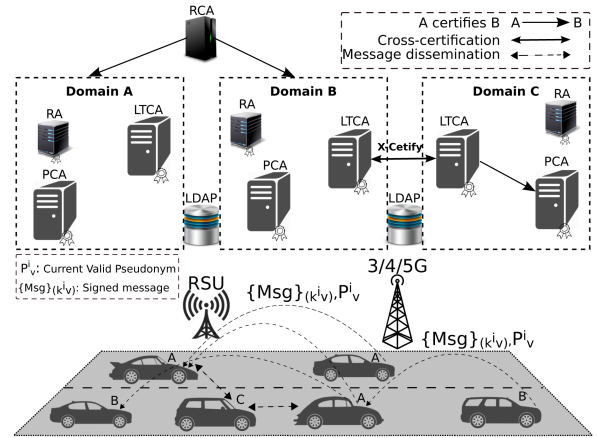 RCA
A certifies B A B
Cross-certification
Message dissemination
Domain A
Domain B
Domain C
RA
LTCA
PCA
RA
LTCA
PCA
X-Cetify
LTCA
RA
PCA
LDAP
LDAP
P^i_v: Current Valid Pseudonym
{Msg}_(k^i_v): Signed message
RSU
{Msg}_(k^i_v),P^i_v
3/4/5G
{Msg}_(k^i_v),P^i_v
A
A
B
C
A
B